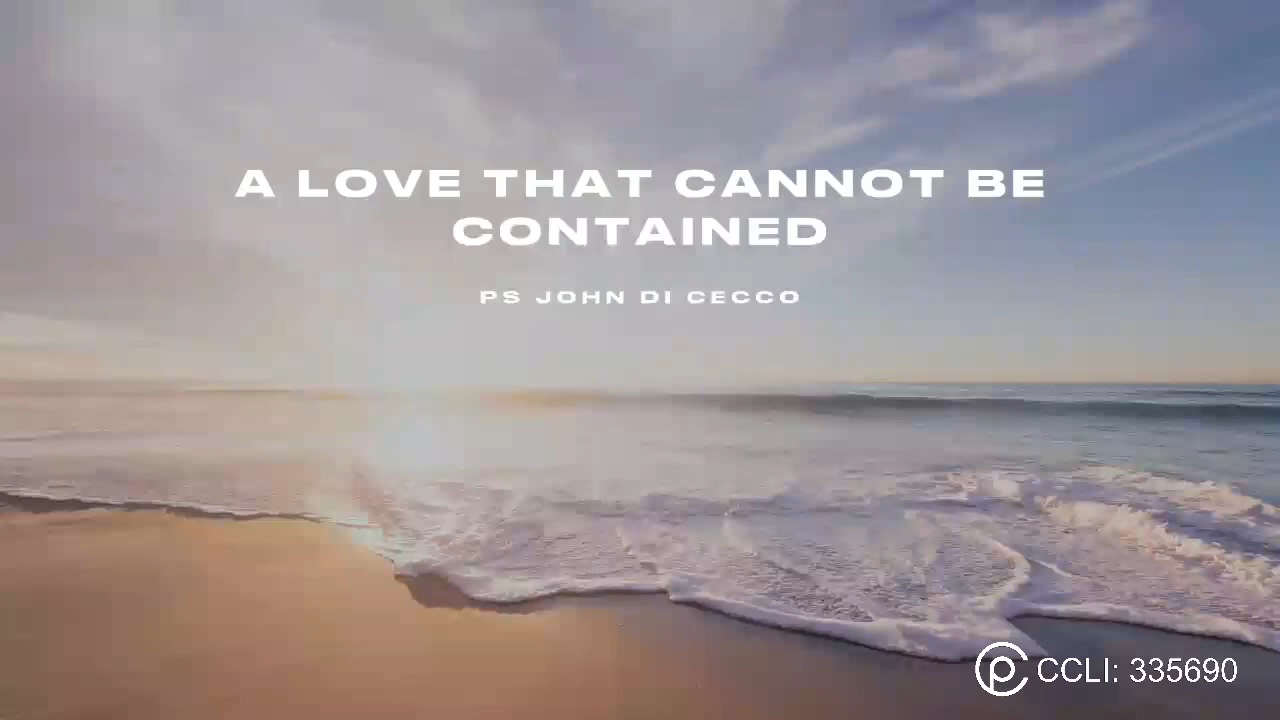 A LOVE THAT CANNOT BE
CONTAINED
PS JOHN DI CECCO
CCLI: 335690